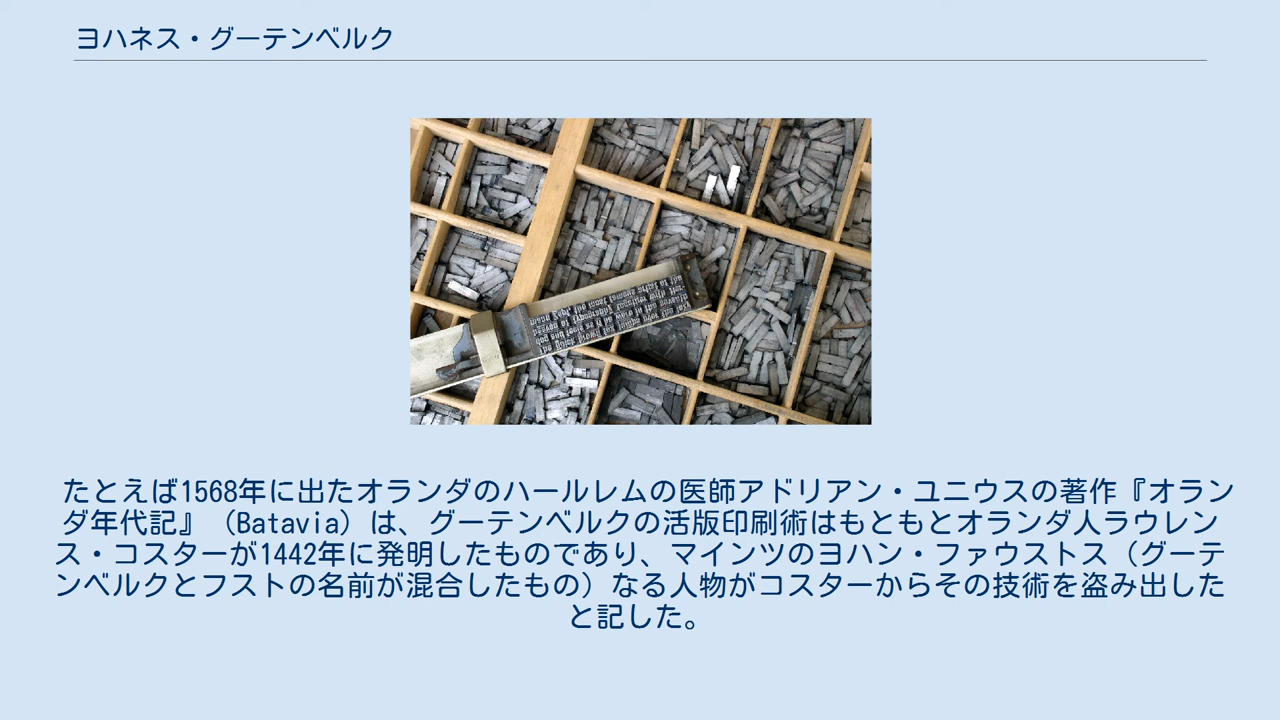 ヨハネス・グーテンベルク
たとえば1568年に出たオランダのハールレムの医師アドリアン・ユニウスの著作『オラン
ダ年代記』（Batavia）は、グーテンベルクの活版印刷術はもともとオランダ人ラウレン
ス・コスターが1442年に発明したものであり、マインツのヨハン・ファウストス（グーテ
ンベルクとフストの名前が混合したもの）なる人物がコスターからその技術を盗み出した
と記した。